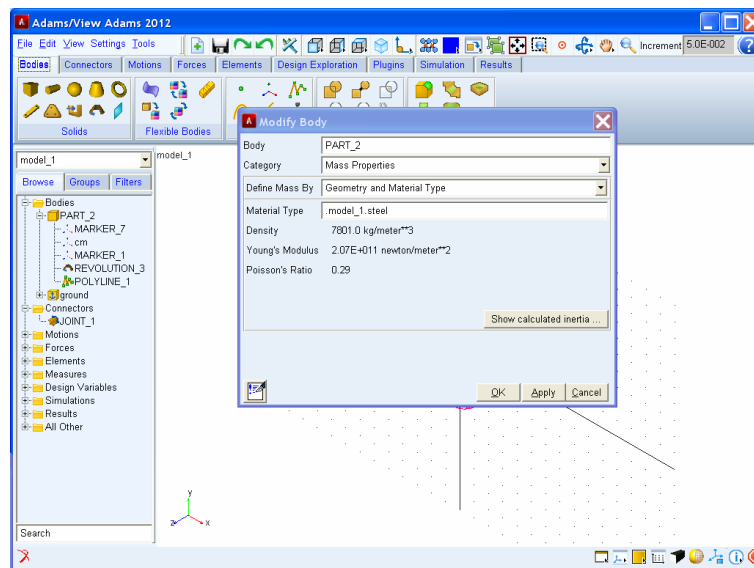 Adams/View Adams 2012
File Edit View Settings Tools
Increment 5.0E-002
Bodies Connectors Motions Forces Elements Design Exploration Plugins Simulation Results
Solids Flexible Bodies
Modify Body
Body PART_2
Category Mass Properties
Define Mass By Geometry and Material Type
Material Type .model_1.steel
Density 7801.0 kg/meter**3
Young's Modulus 2.07E+011 newton/meter**2
Poisson's Ratio 0.29
Show calculated inertia ...
OK Apply Cancel
model_1
model_1
Browse Groups Filters
Bodies
PART_2
MARKER_7
cm
MARKER_1
REVOLUTION_3
POLYLINE_1
ground
Connectors
JOINT_1
Motions
Forces
Elements
Measures
Design Variables
Simulations
Results
All Other
Search
y
z x